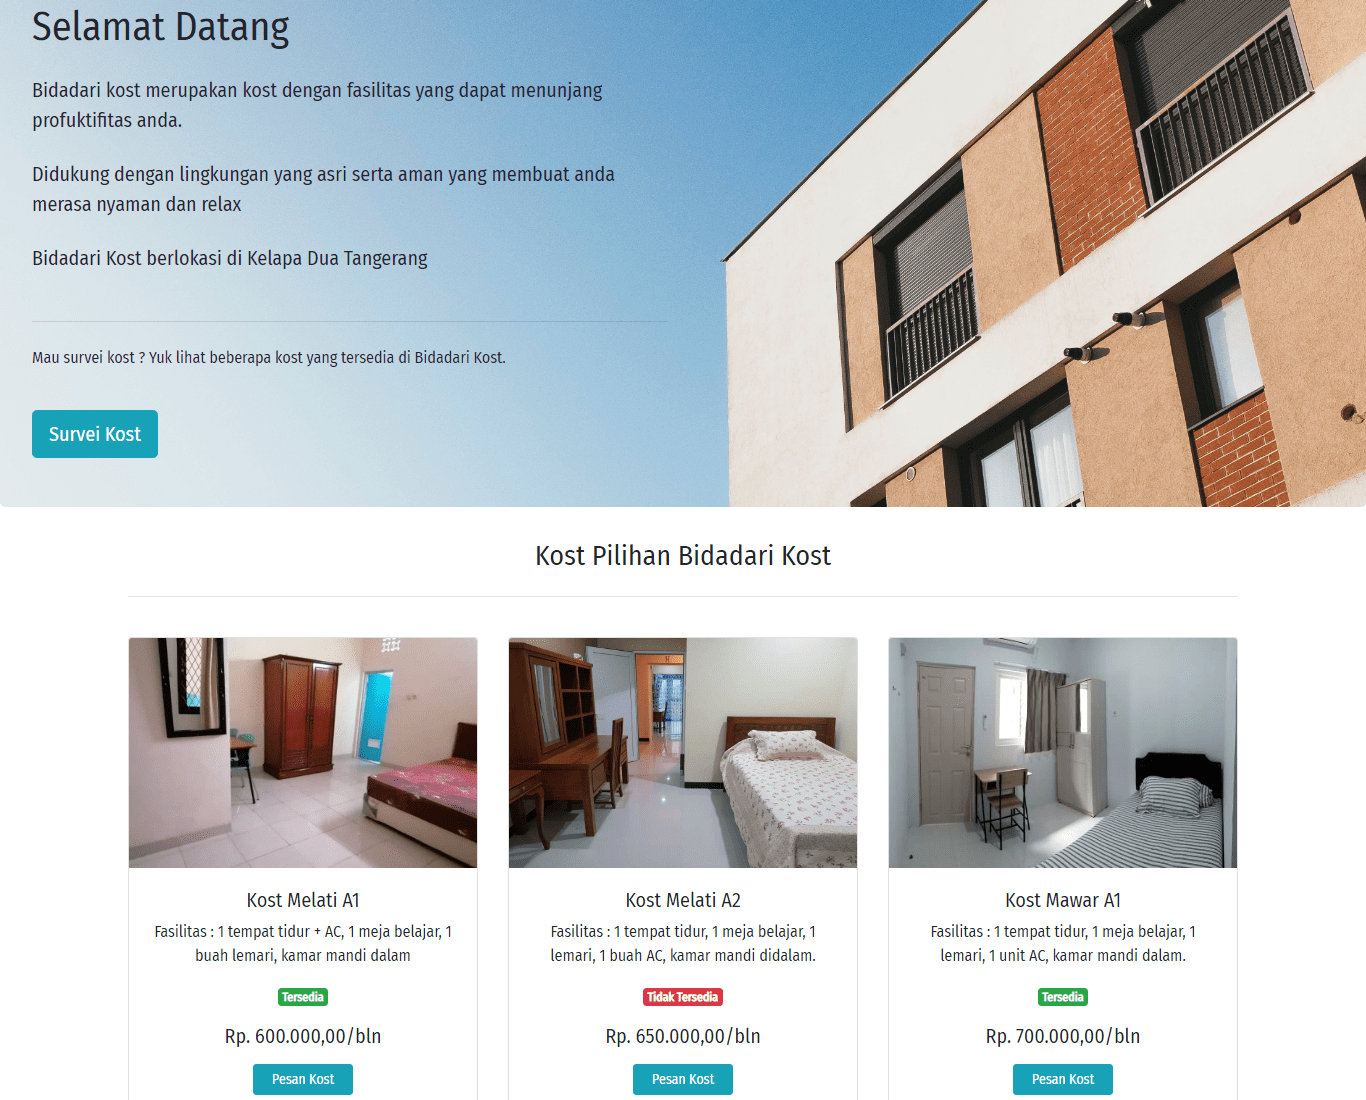 Selamat Datang
Bidadari kost merupakan kost dengan fasilitas yang dapat menunjang
profuktifitas anda.
Didukung dengan lingkungan yang asri serta aman yang membuat anda
merasa nyaman dan relax
Bidadari Kost berlokasi di Kelapa Dua Tangerang
Mau survei kost ? Yuk lihat beberapa kost yang tersedia di Bidadari Kost.
Survei Kost
Kost Pilihan Bidadari Kost
Kost Melati A1
Fasilitas : 1 tempat tidur + AC, 1 meja belajar, 1
buah lemari, kamar mandi dalam
Tersedia
Rp. 600.000,00/bln
Pesan Kost
Kost Melati A2
Fasilitas : 1 tempat tidur, 1 meja belajar, 1
lemari, 1 buah AC, kamar mandi didalam.
Tidak Tersedia
Rp. 650.000,00/bln
Pesan Kost
Kost Mawar A1
Fasilitas : 1 tempat tidur, 1 meja belajar, 1
lemari, 1 unit AC, kamar mandi dalam.
Tersedia
Rp. 700.000,00/bln
Pesan Kost